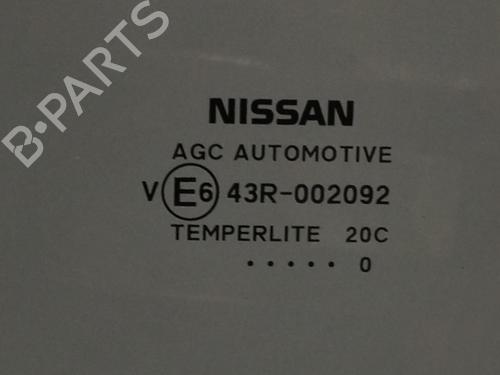 B-PARTS
NISSAN
AGC AUTOMOTIVE
V E6 43R-002092
TEMPERLITE 20C
. . . . . 0